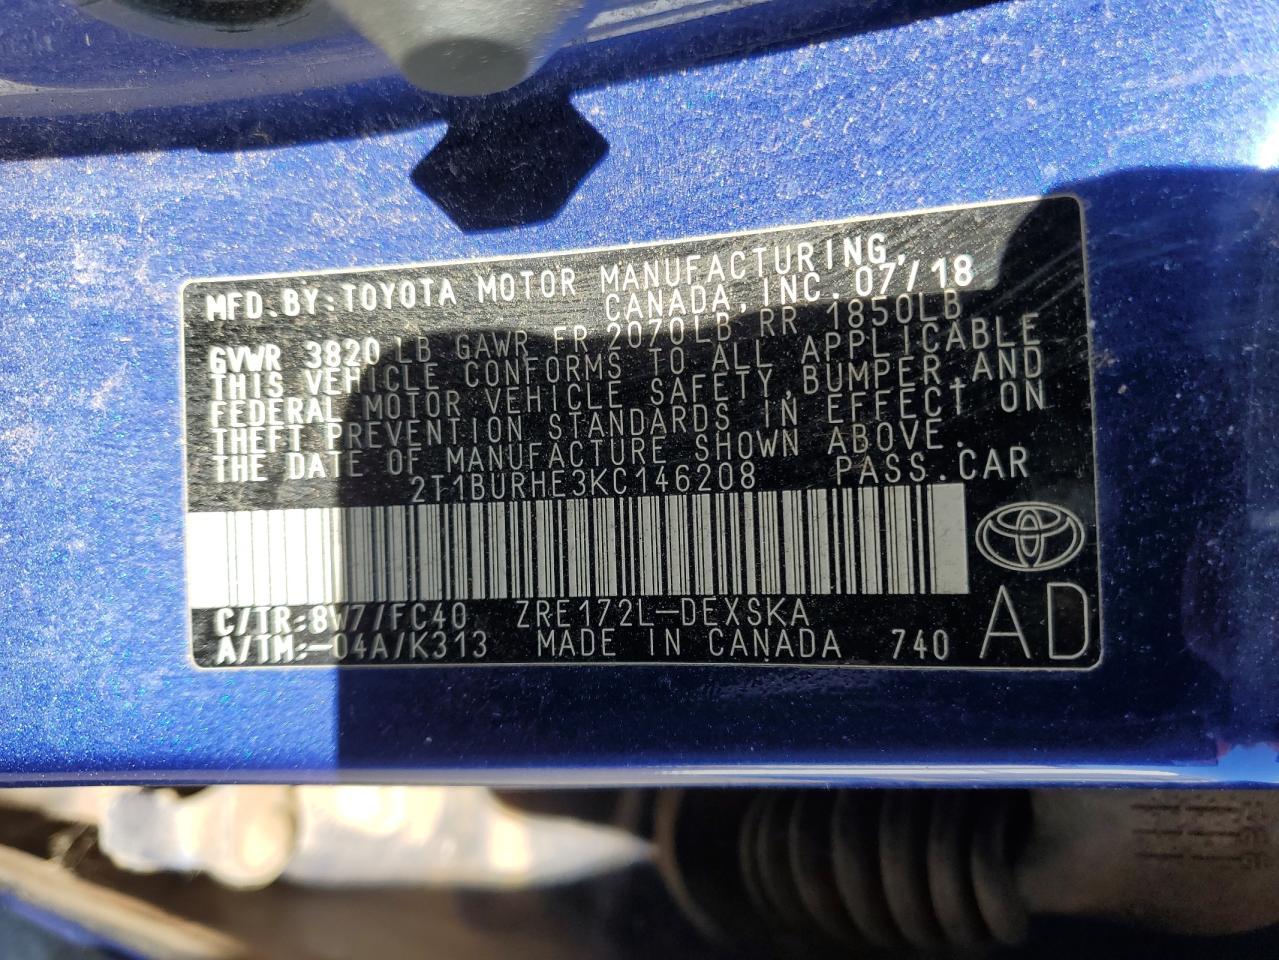 MFD. BY: TOYOTA MOTOR MANUFACTURING,
CANADA, INC. 07/18
GVWR 3820 LB GAWR FR 2070LB RR 1850LB
THIS VEHICLE CONFORMS TO ALL APPLICABLE
FEDERAL MOTOR VEHICLE SAFETY, BUMPER AND
THEFT PREVENTION STANDARDS IN EFFECT ON
THE DATE OF MANUFACTURE SHOWN ABOVE.
2T1BURHE3KC146208 PASS. CAR
C/TR: 8W7/FC40 ZRE172L-DEXSKA
A/TM: -04A/K313 MADE IN CANADA 740 AD